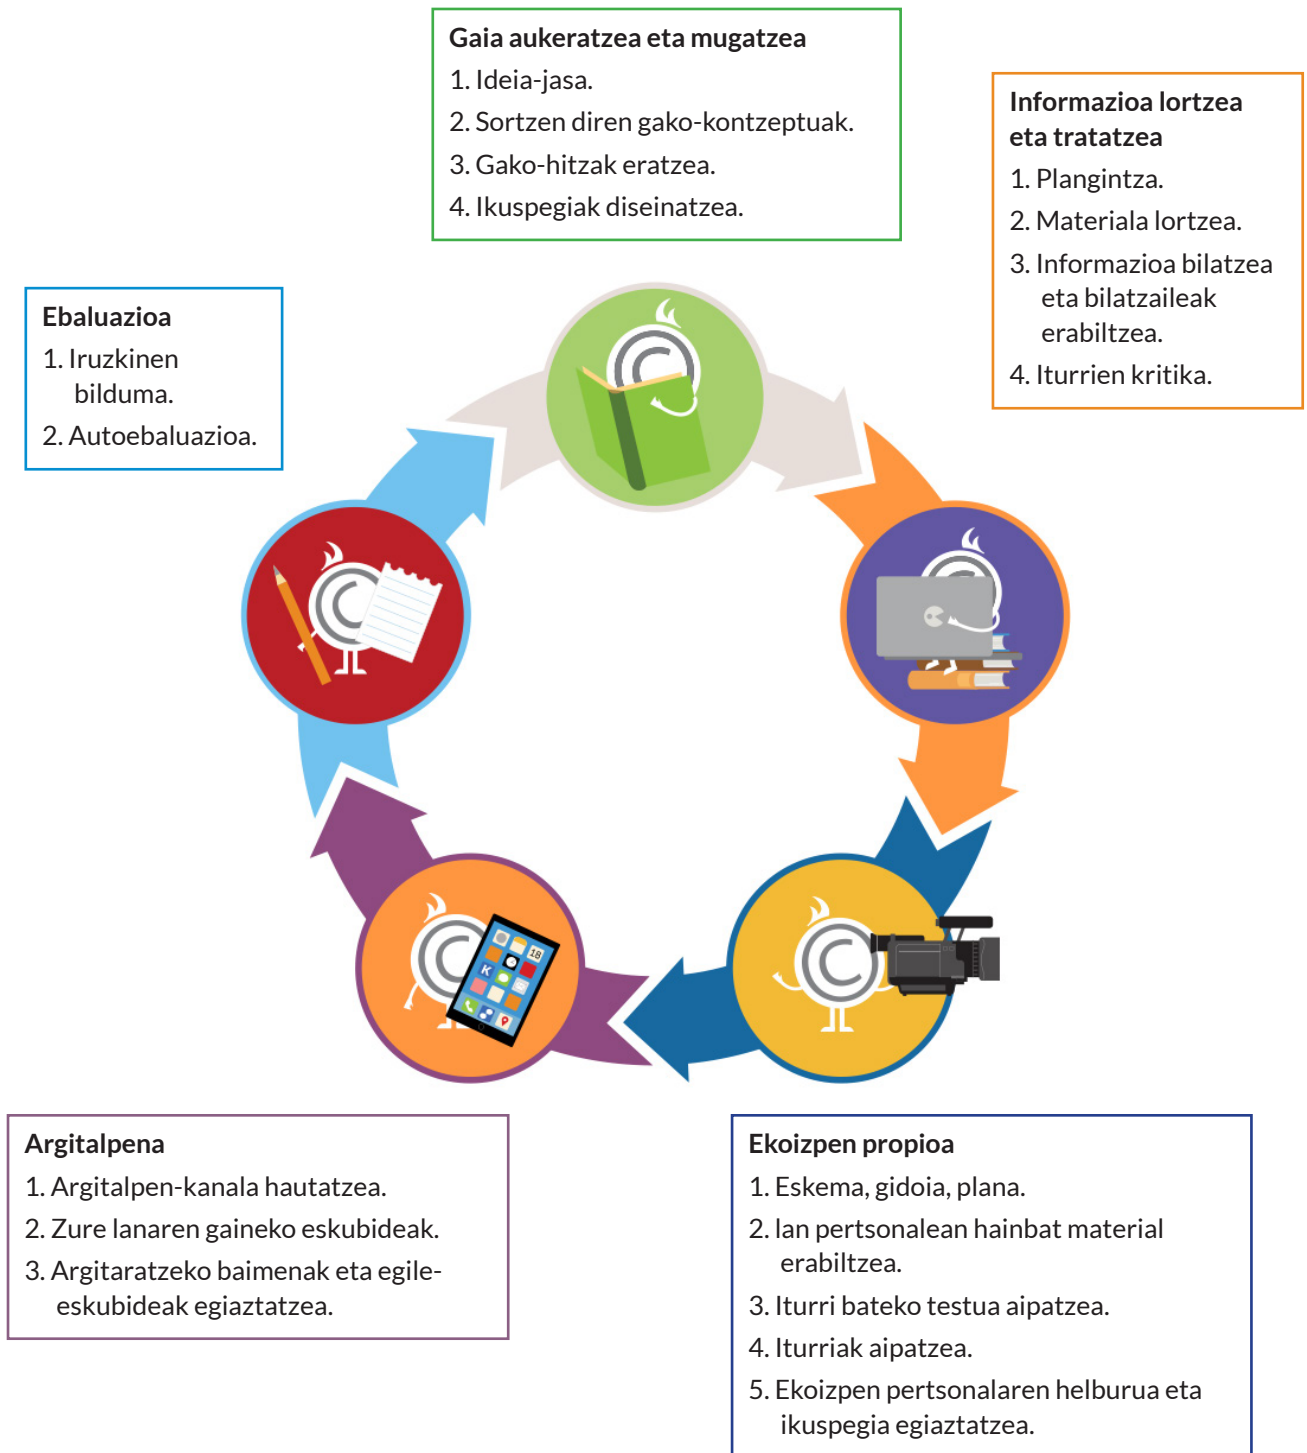 Gaia aukeratzea eta mugatzea
1. Ideia-jasa.
2. Sortzen diren gako-kontzeptuak.
3. Gako-hitzak eratzea.
4. Ikuspegiak diseinatzea.
Informazioa lortzea
eta tratatzea
1. Plangintza.
2. Materiala lortzea.
3. Informazioa bilatzea
eta bilatzaileak
erabiltzea.
4. Iturrien kritika.
Ebaluazioa
1. Iruzkinen
bilduma.
2. Autoebaluazioa.
18
K
Argitalpena
1. Argitalpen-kanala hautatzea.
2. Zure lanaren gaineko eskubideak.
3. Argitaratzeko baimenak eta egile-
eskubideak egiaztatzea.
Ekoizpen propioa
1. Eskema, gidoia, plana.
2. lan pertsonalean hainbat material
erabiltzea.
3. Iturri bateko testua aipatzea.
4. Iturriak aipatzea.
5. Ekoizpen pertsonalaren helburua eta
ikuspegia egiaztatzea.